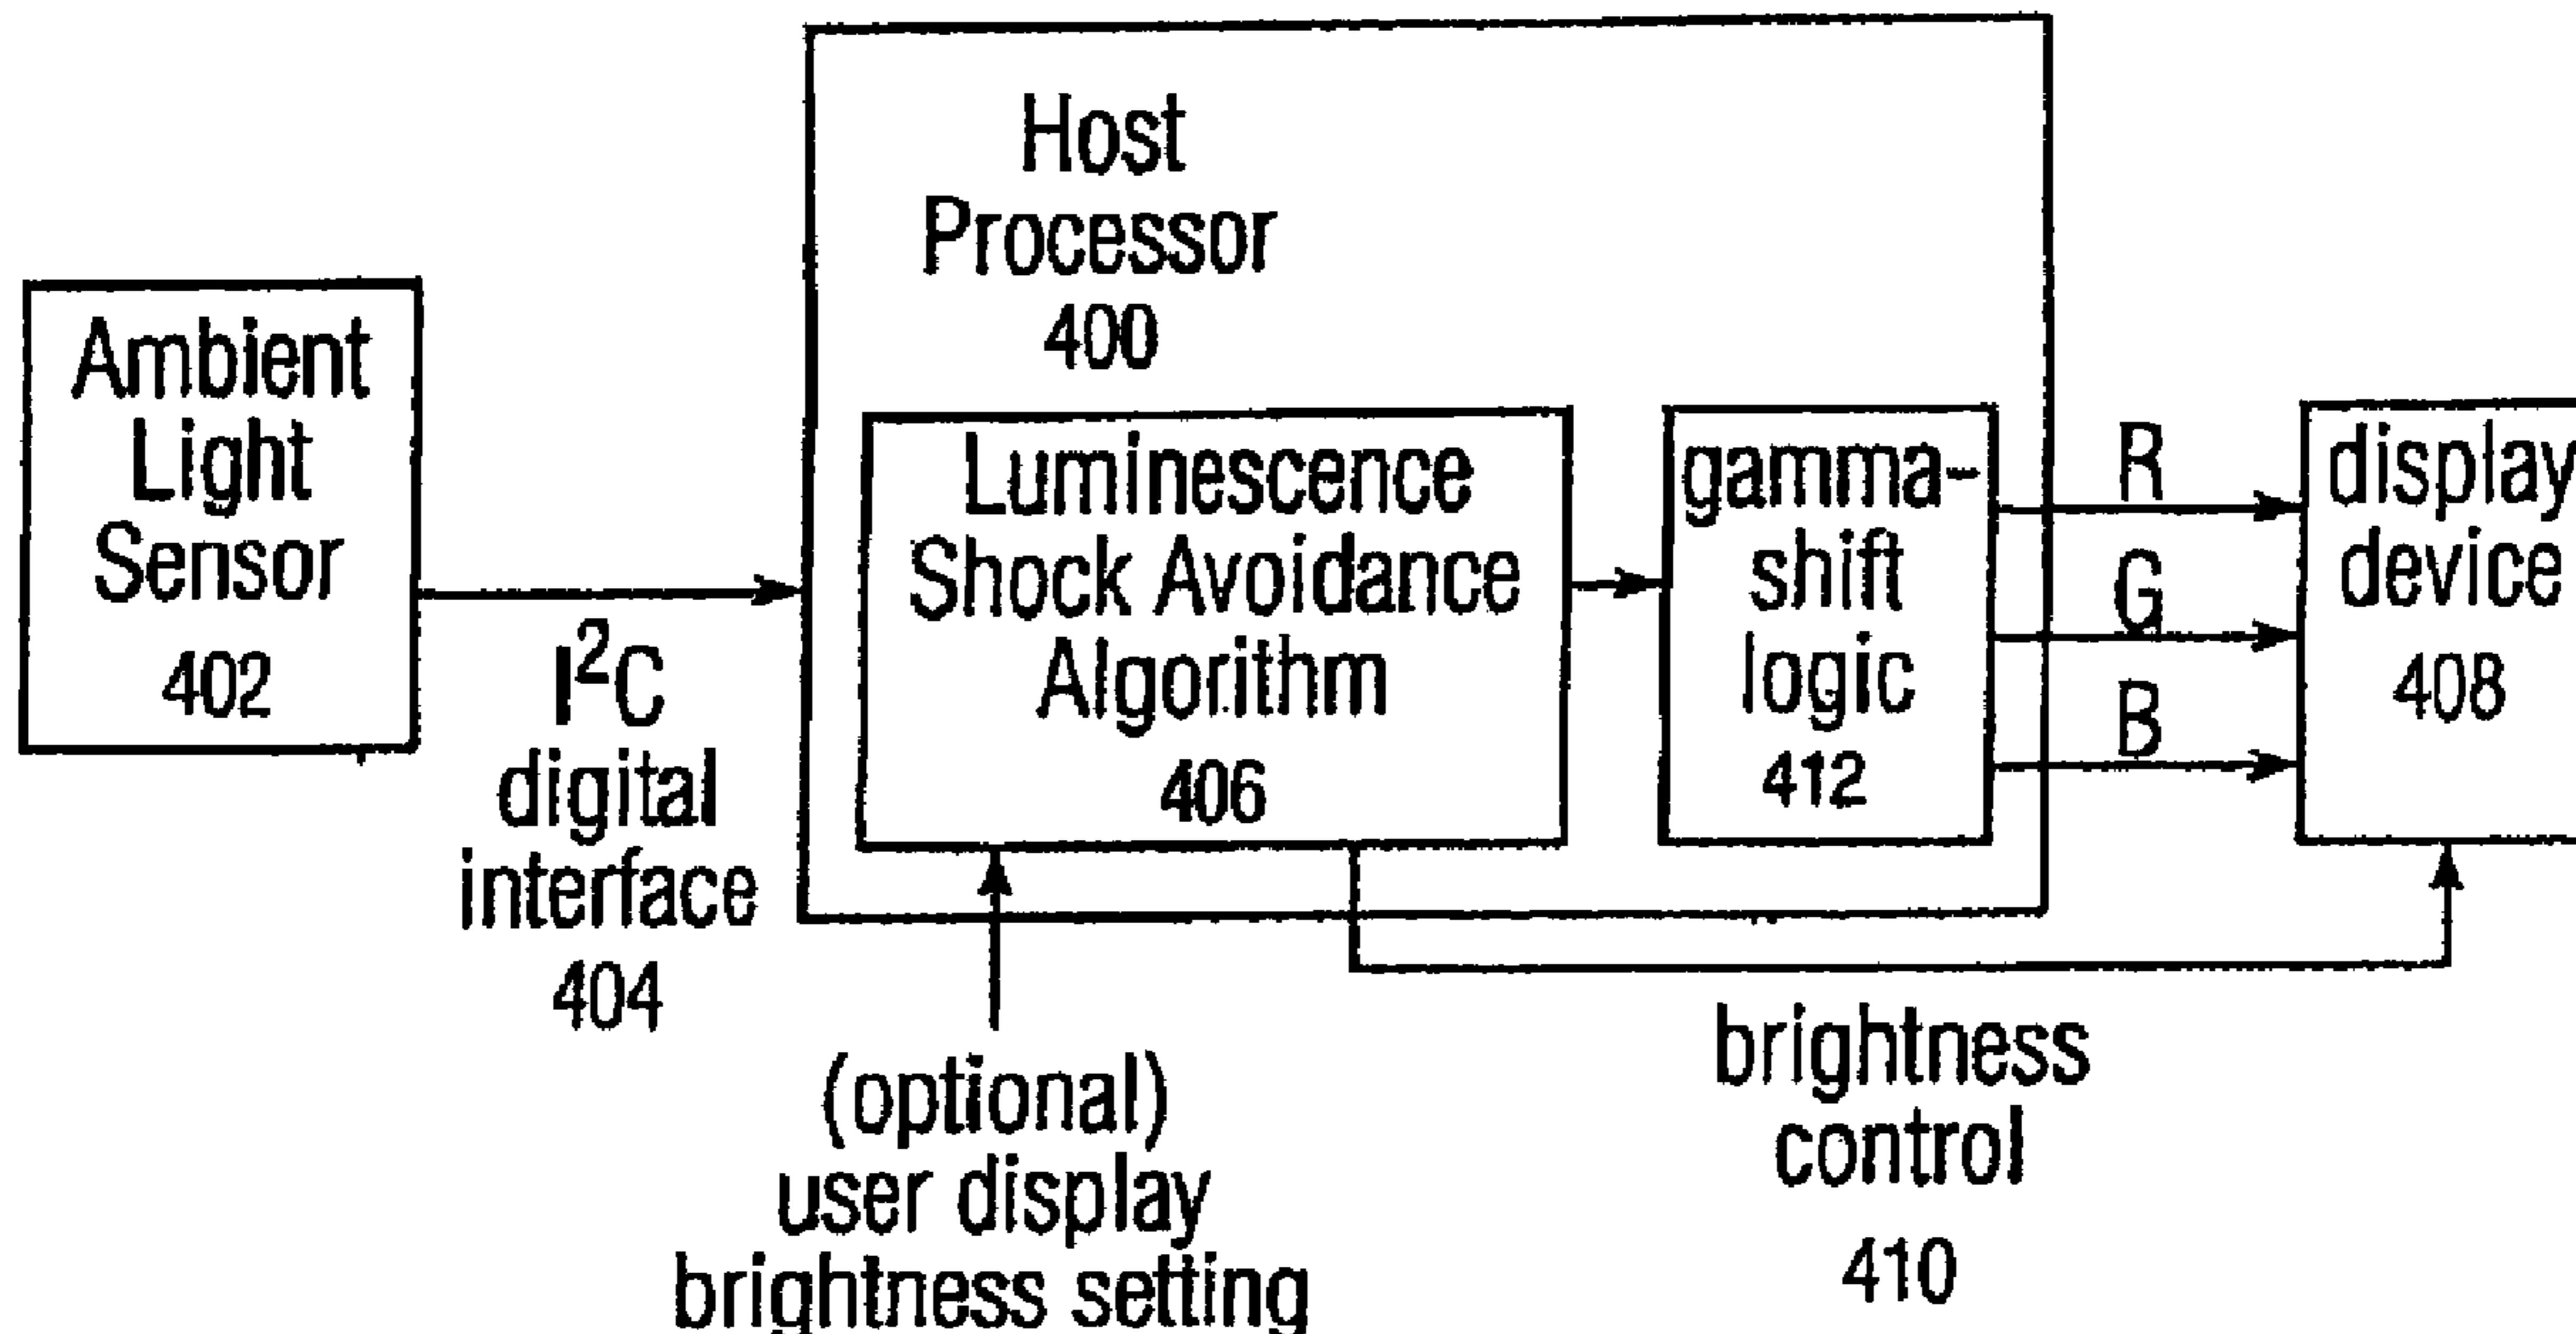 Host
Processor
400
Ambient
Light
Sensor
402
I²C
digital
interface
404
Luminescence
Shock Avoidance
Algorithm
406
gamma-
shift
logic
412
R
G
B
display
device
408
(optional)
user display
brightness setting
brightness
control
410